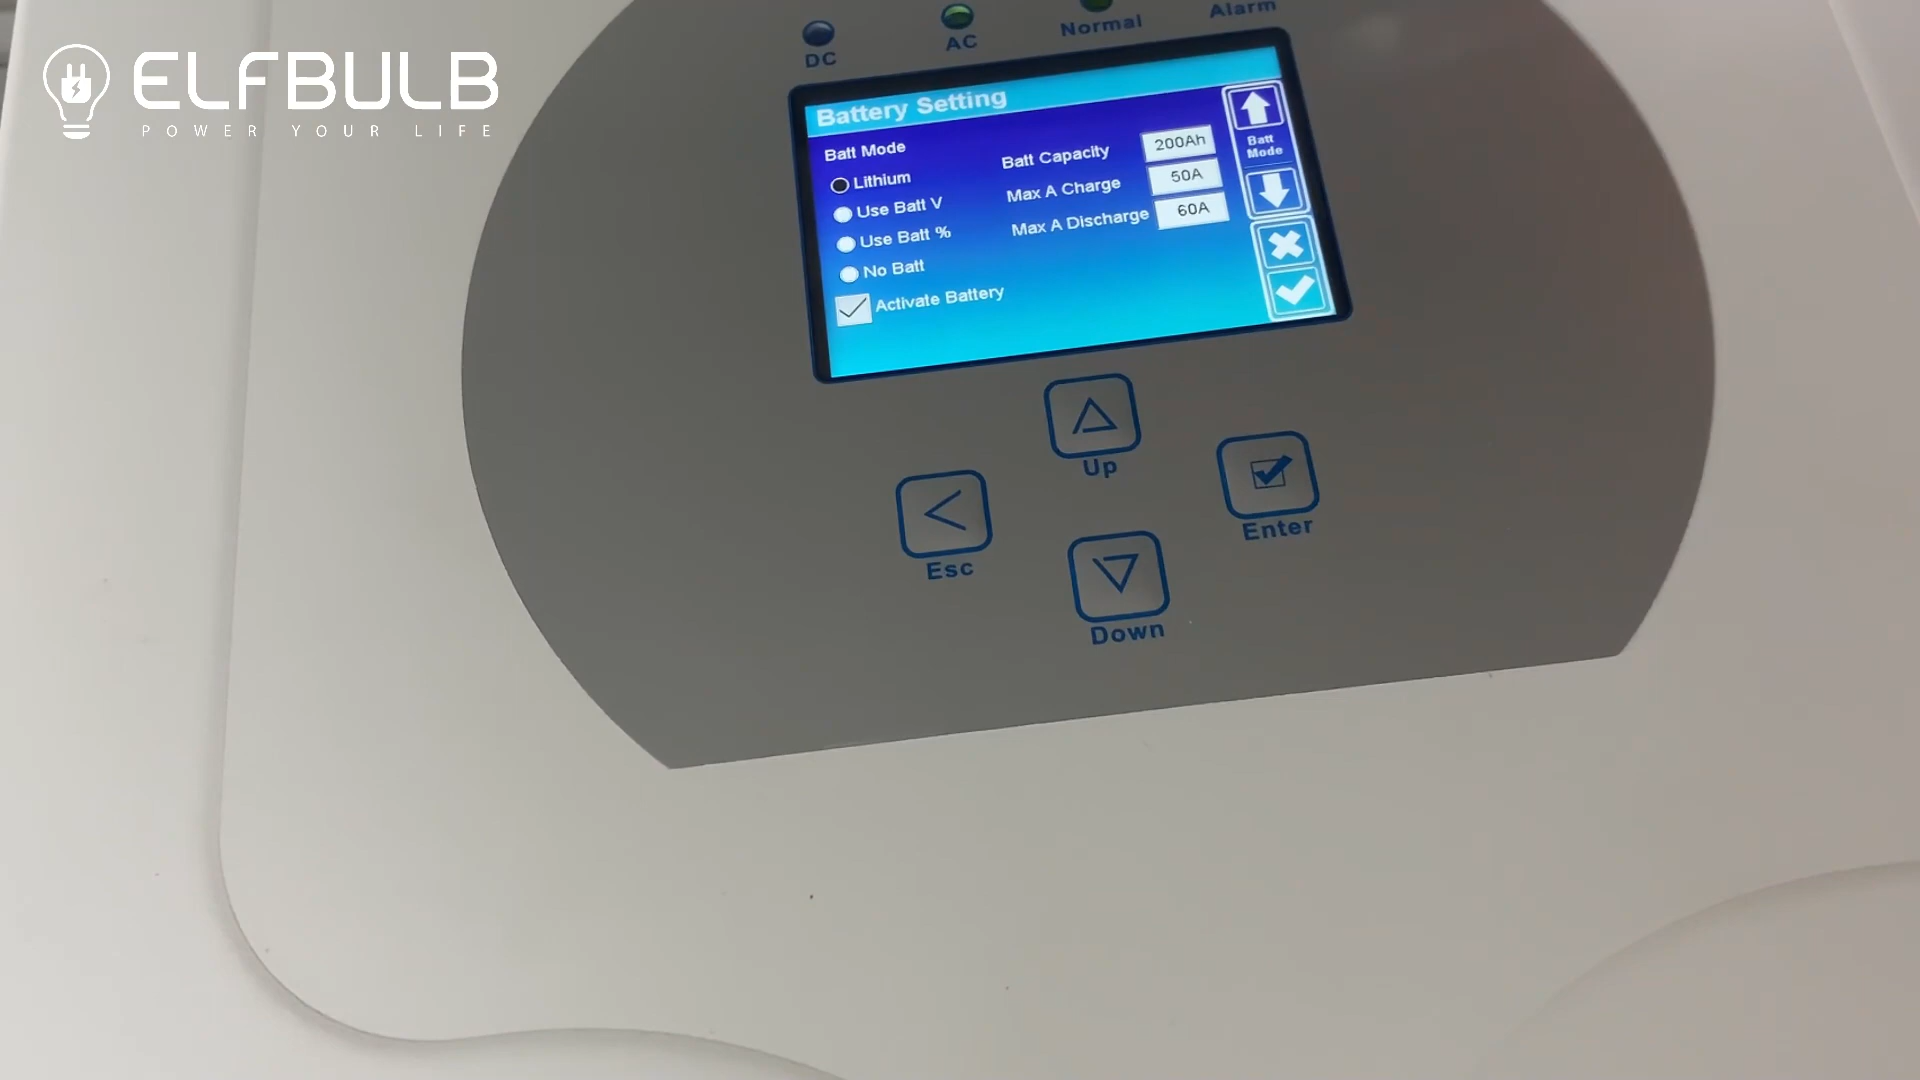 ELFBULB
POWER YOUR LIFE
DC
AC
Normal
Alarm
Battery Setting
Batt Mode
Lithium
Use Batt V
Use Batt %
No Batt
Activate Battery
Batt Capacity 200Ah
Max A Charge 50A
Max A Discharge 60A
Batt
Mode
Up
Esc
Enter
Down